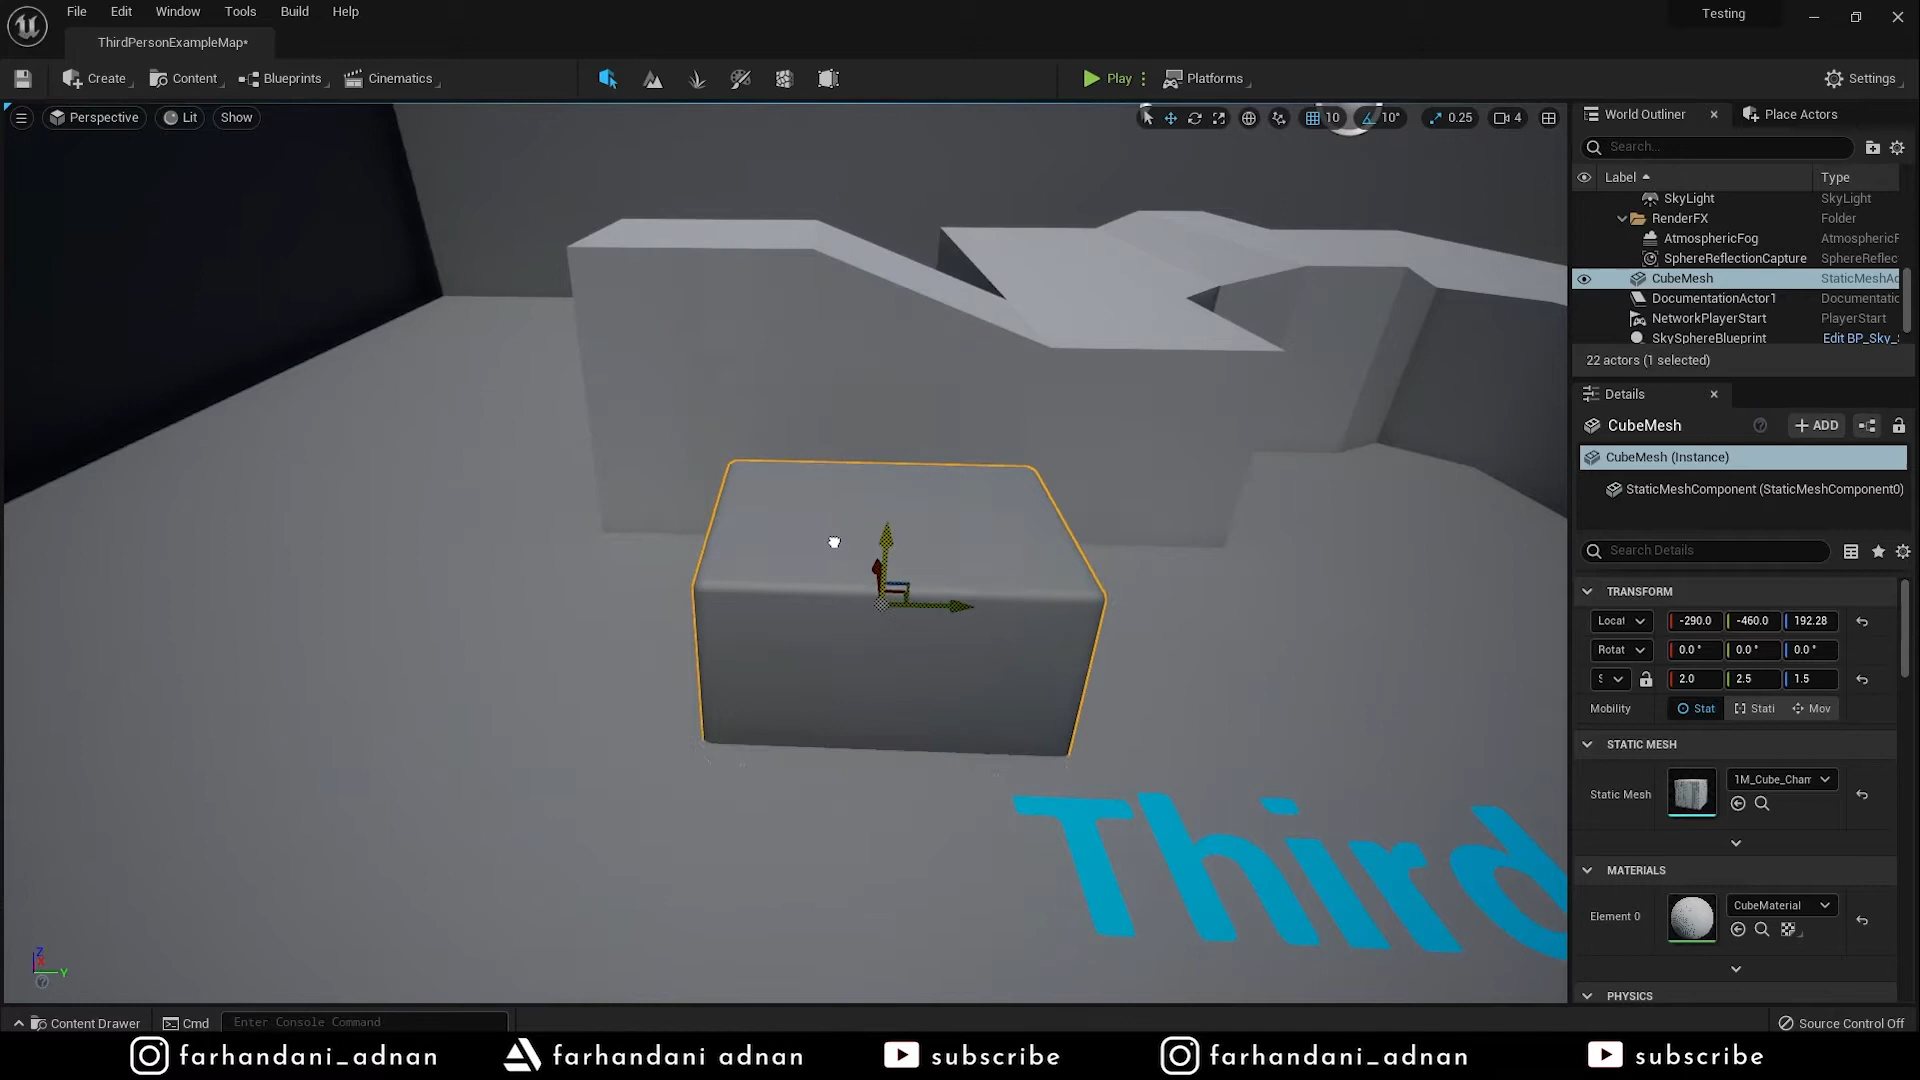 File Edit Window Tools Build Help
Testing
ThirdPersonExampleMap*
Create Content Blueprints Cinematics Play Platforms Settings
Perspective Lit Show 10 10° 0.25 4
World Outliner Place Actors
Search...
Label Type
SkyLight SkyLight
RenderFX Folder
AtmosphericFog AtmosphericF
SphereReflectionCapture SphereReflec
CubeMesh StaticMeshAc
DocumentationActor1 Documentatic
NetworkPlayerStart PlayerStart
SkySphereBlueprint Edit BP_Sky_S
22 actors (1 selected)
Details
CubeMesh ADD
CubeMesh (Instance)
StaticMeshComponent (StaticMeshComponent0)
Search Details
TRANSFORM
Locat -290.0 -460.0 192.28
Rotat 0.0 ° 0.0 ° 0.0 °
S 2.0 2.5 1.5
Mobility Stat Stati Mov
STATIC MESH
Static Mesh 1M_Cube_Cham
MATERIALS
Element 0 CubeMaterial
PHYSICS
Third
Z
X
Y
Content Drawer Cmd Enter Console Command Source Control Off
farhandani_adnan farhandani adnan subscribe farhandani_adnan subscribe